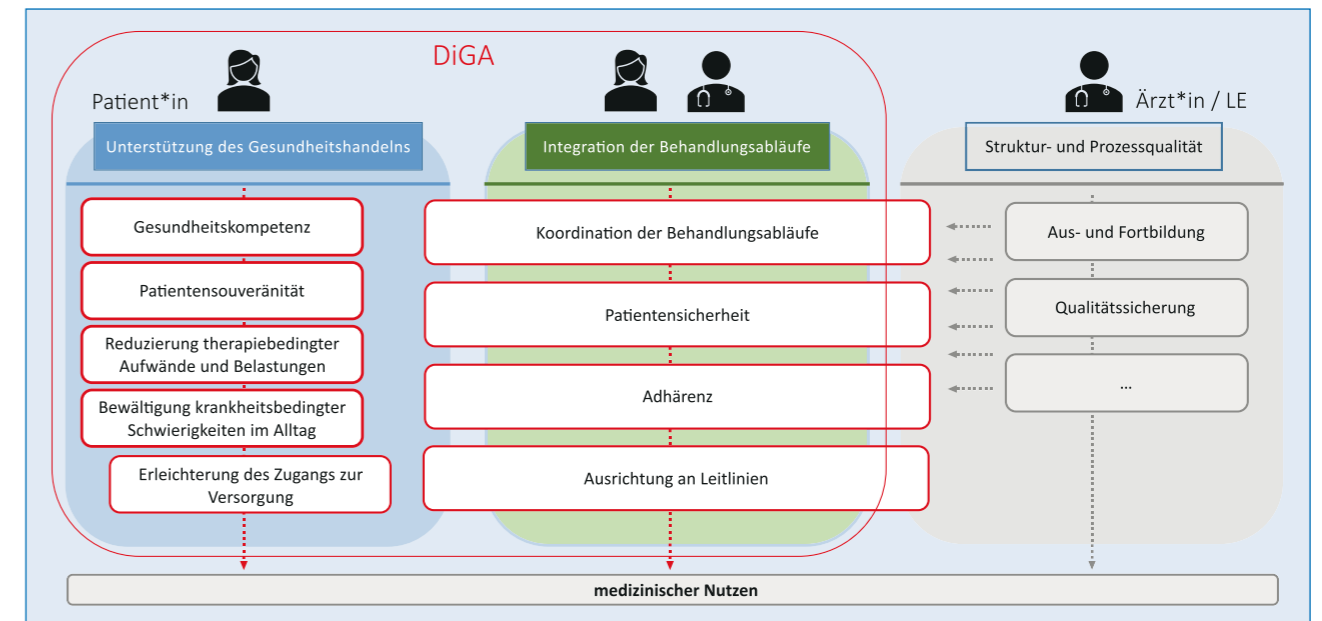 DiGA
Patient*in
Ärzt*in / LE
Unterstützung des Gesundheitshandelns
Integration der Behandlungsabläufe
Struktur- und Prozessqualität
Gesundheitskompetenz
Patientensouveränität
Reduzierung therapiebedingter
Aufwände und Belastungen
Bewältigung krankheitsbedingter
Schwierigkeiten im Alltag
Erleichterung des Zugangs zur
Versorgung
Koordination der Behandlungsabläufe
Patientensicherheit
Adhärenz
Ausrichtung an Leitlinien
Aus- und Fortbildung
Qualitätssicherung
...
medizinischer Nutzen